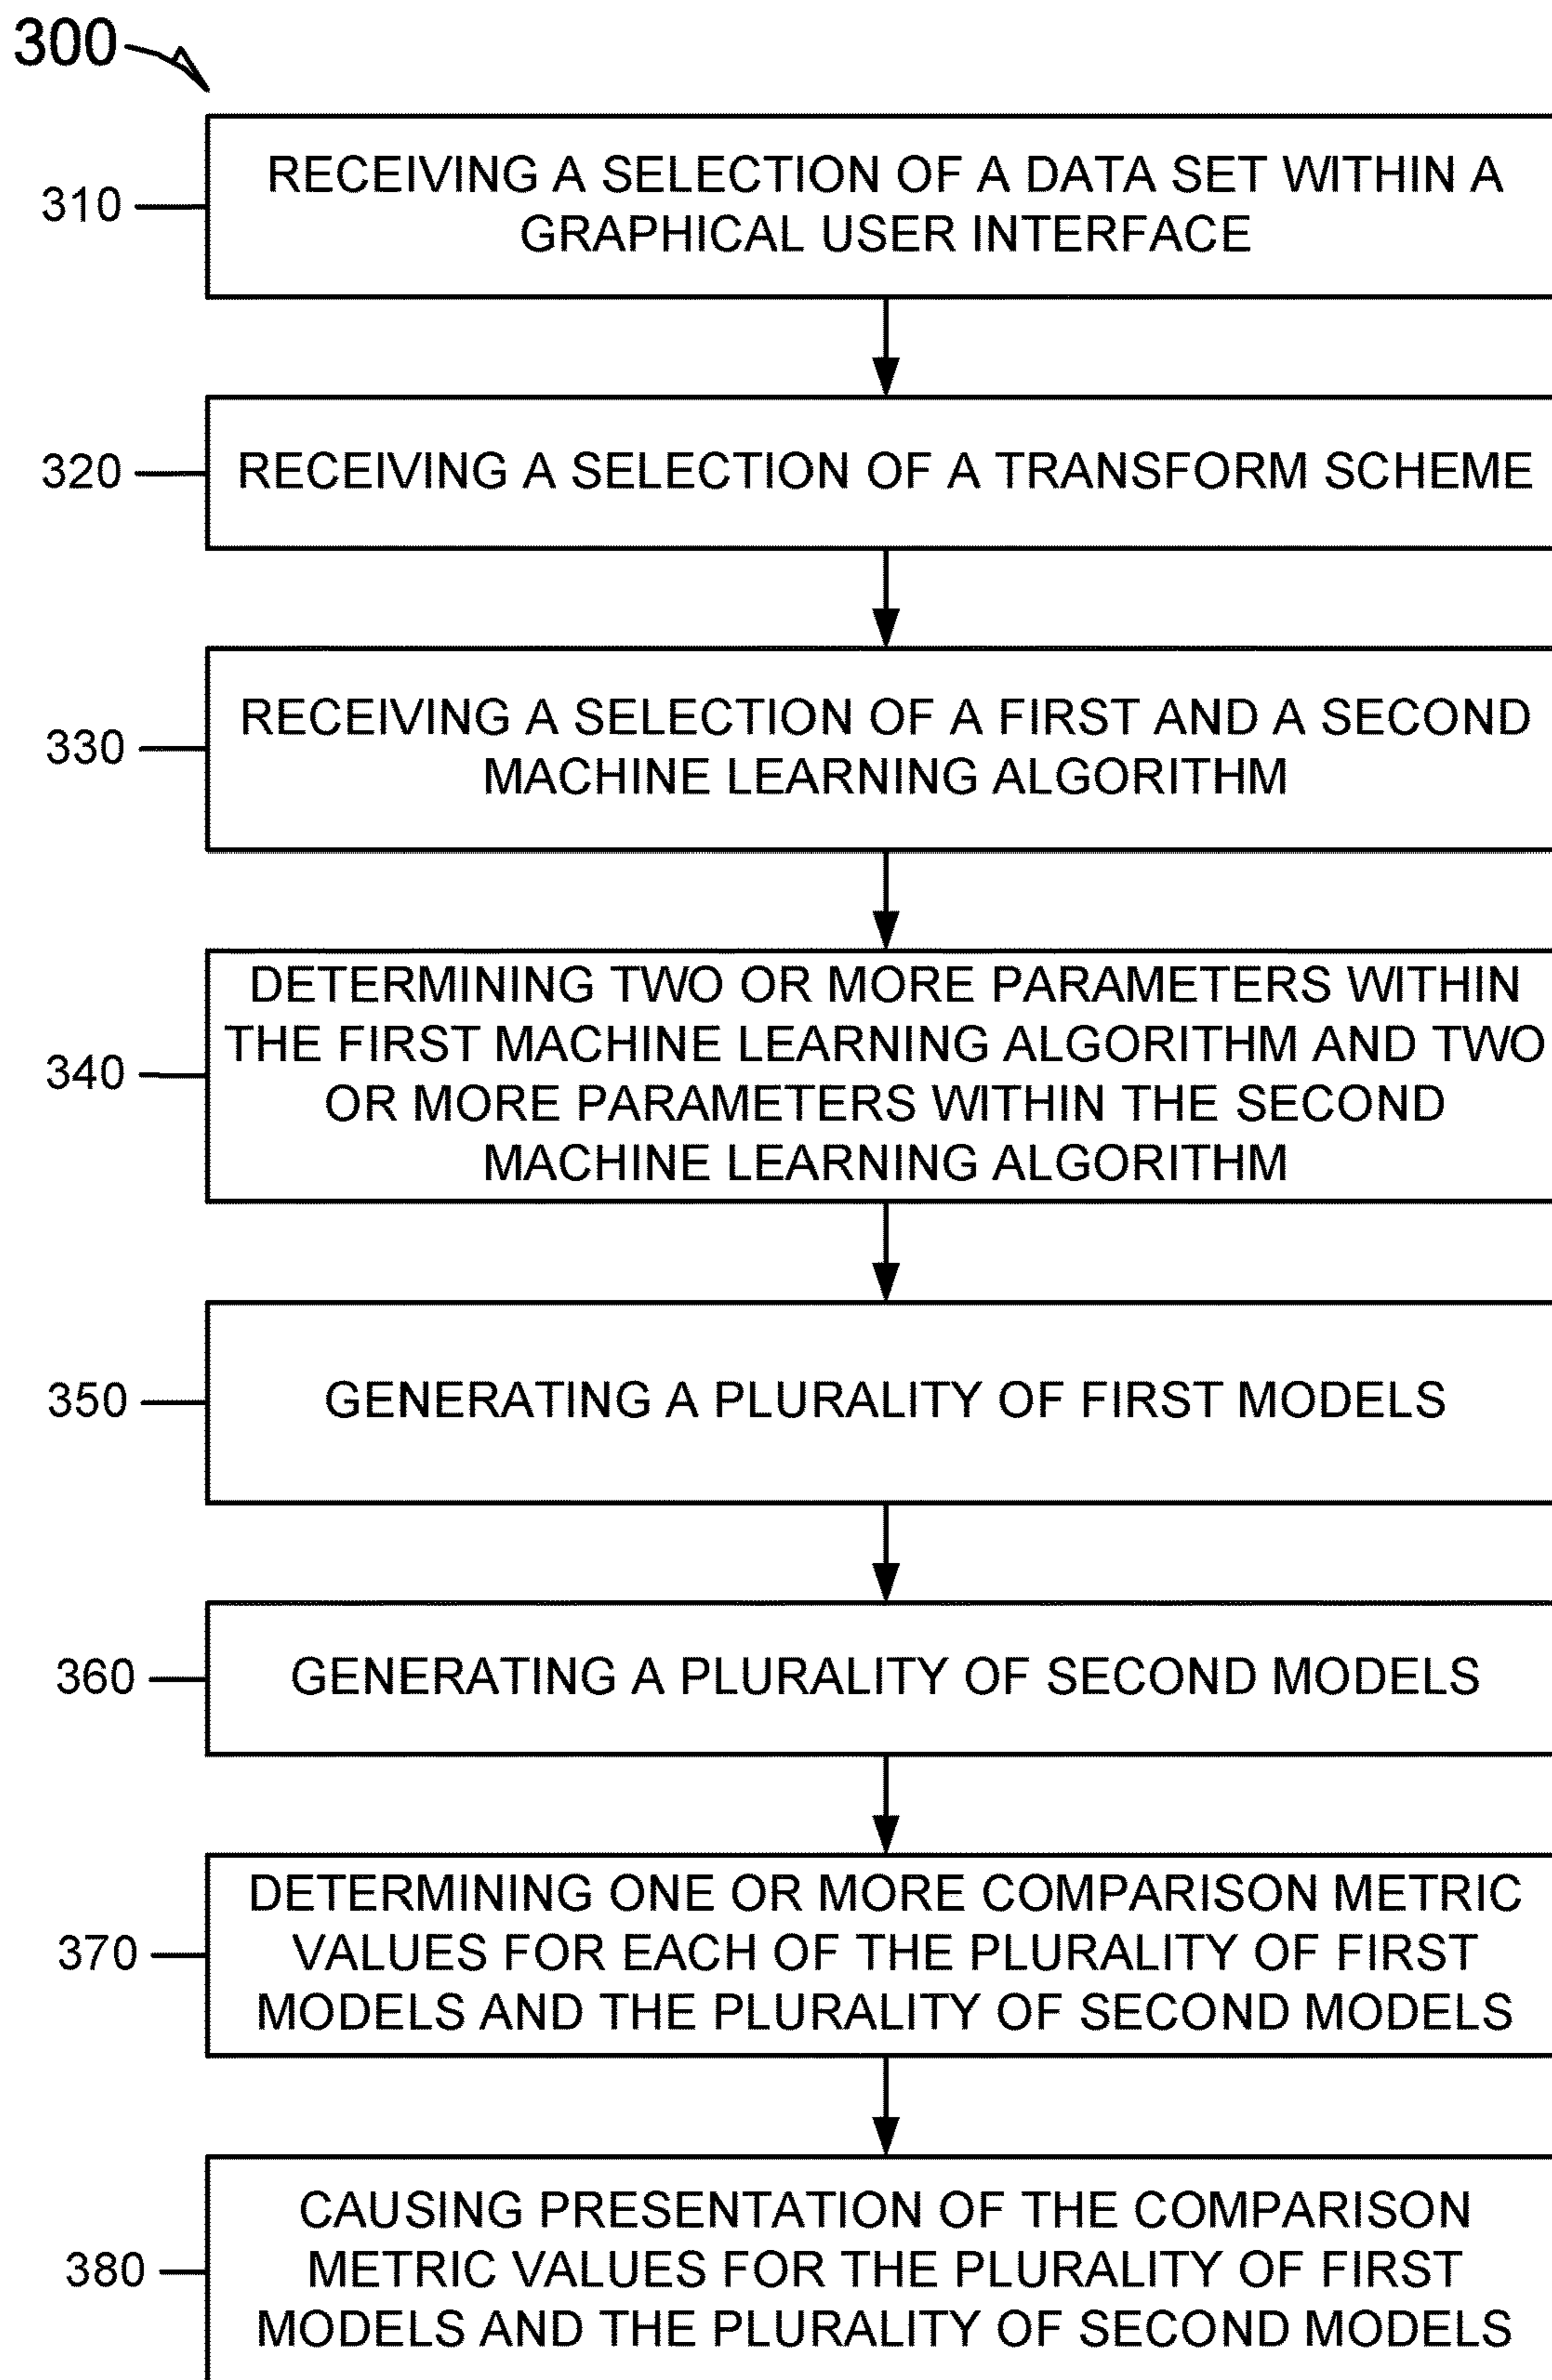 300
310
RECEIVING A SELECTION OF A DATA SET WITHIN A
GRAPHICAL USER INTERFACE
320
RECEIVING A SELECTION OF A TRANSFORM SCHEME
330
RECEIVING A SELECTION OF A FIRST AND A SECOND
MACHINE LEARNING ALGORITHM
340
DETERMINING TWO OR MORE PARAMETERS WITHIN
THE FIRST MACHINE LEARNING ALGORITHM AND TWO
OR MORE PARAMETERS WITHIN THE SECOND
MACHINE LEARNING ALGORITHM
350
GENERATING A PLURALITY OF FIRST MODELS
360
GENERATING A PLURALITY OF SECOND MODELS
370
DETERMINING ONE OR MORE COMPARISON METRIC
VALUES FOR EACH OF THE PLURALITY OF FIRST
MODELS AND THE PLURALITY OF SECOND MODELS
380
CAUSING PRESENTATION OF THE COMPARISON
METRIC VALUES FOR THE PLURALITY OF FIRST
MODELS AND THE PLURALITY OF SECOND MODELS